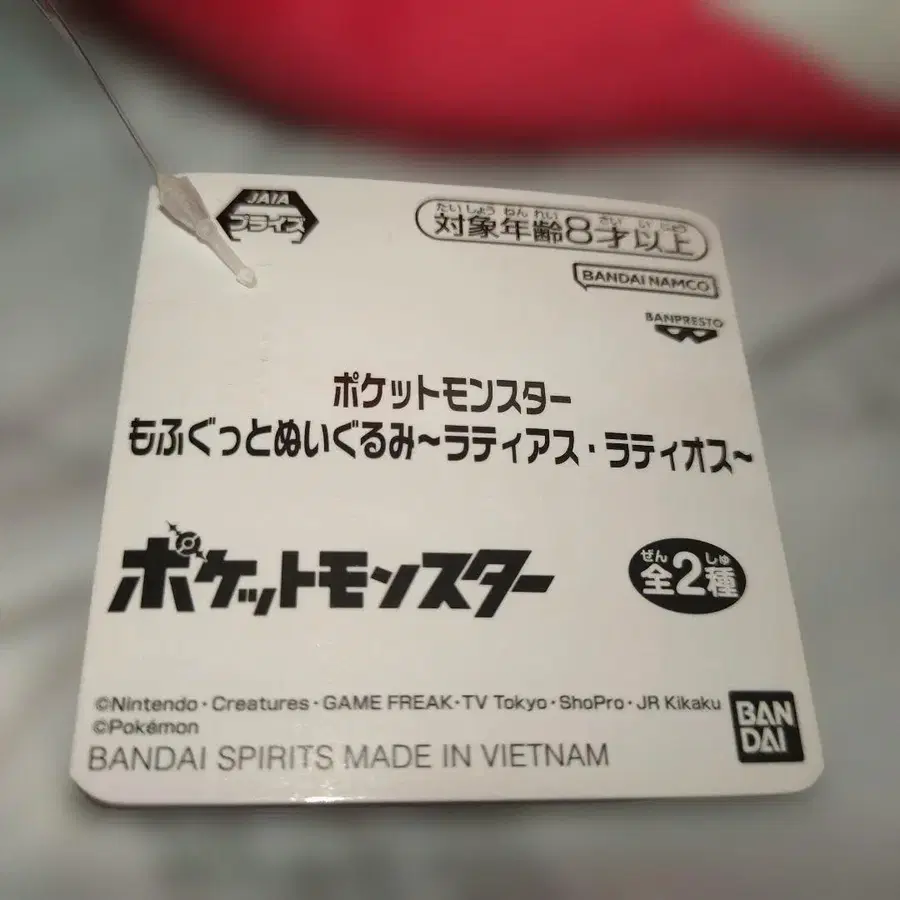 JAIA
プライズ
たいしょう ねん れい さい い じょう
対象年齢8才以上
BANDAI NAMCO
BANPRESTO
ポケットモンスター
もふぐっとぬいぐるみ~ラティアス・ラティオス~
ポケットモンスター
ぜん しゅ
全2種
©Nintendo・Creatures・GAME FREAK・TV Tokyo・ShoPro・JR Kikaku
©Pokémon
BANDAI SPIRITS MADE IN VIETNAM
BAN
DAI